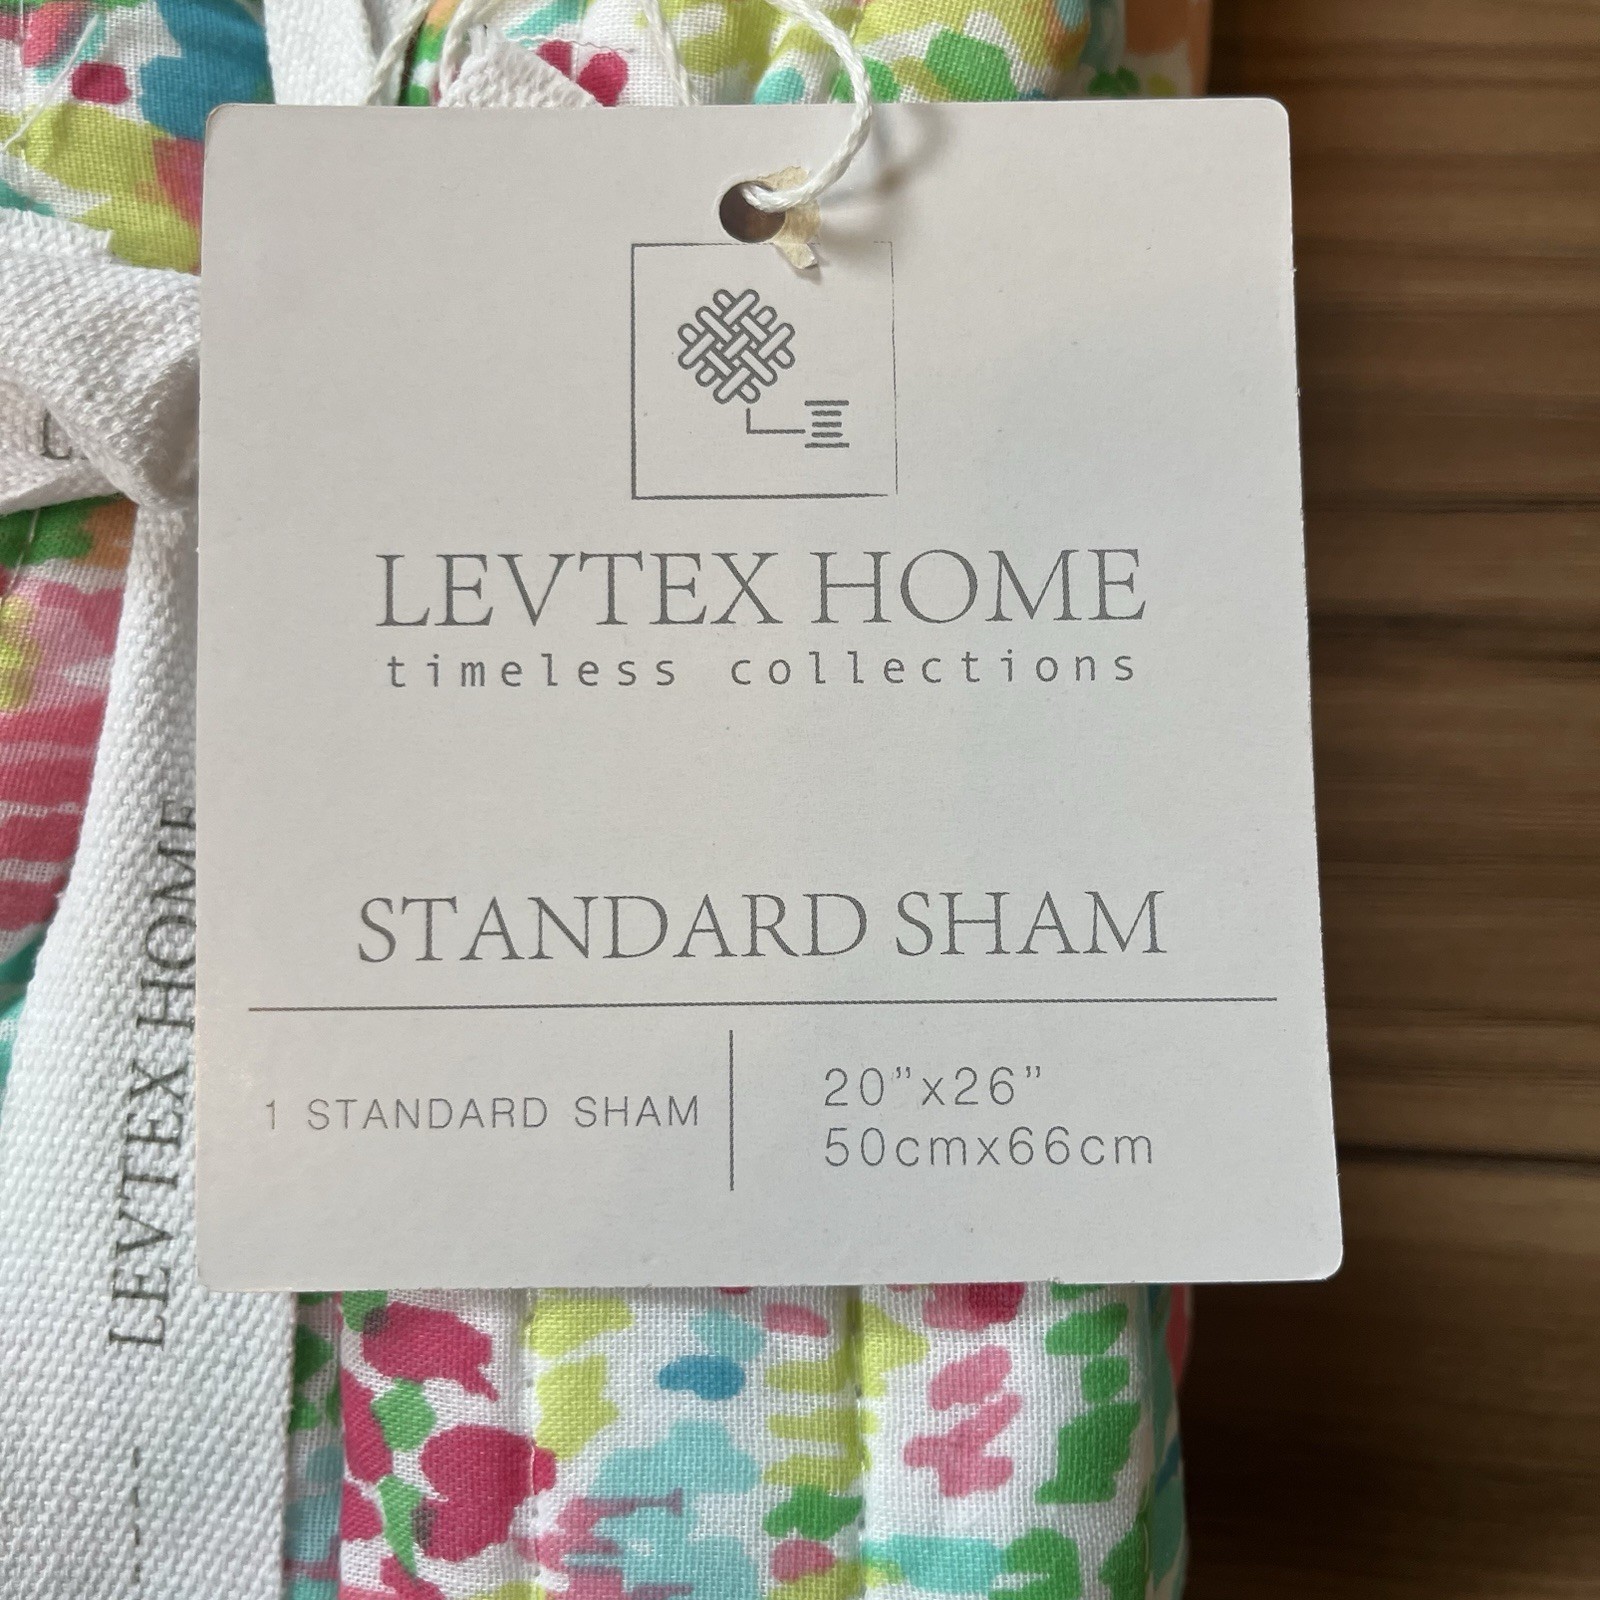 LEVTEX HOME
timeless collections
STANDARD SHAM
1 STANDARD SHAM
20”x26”
50cmx66cm
LEVTEX HOME